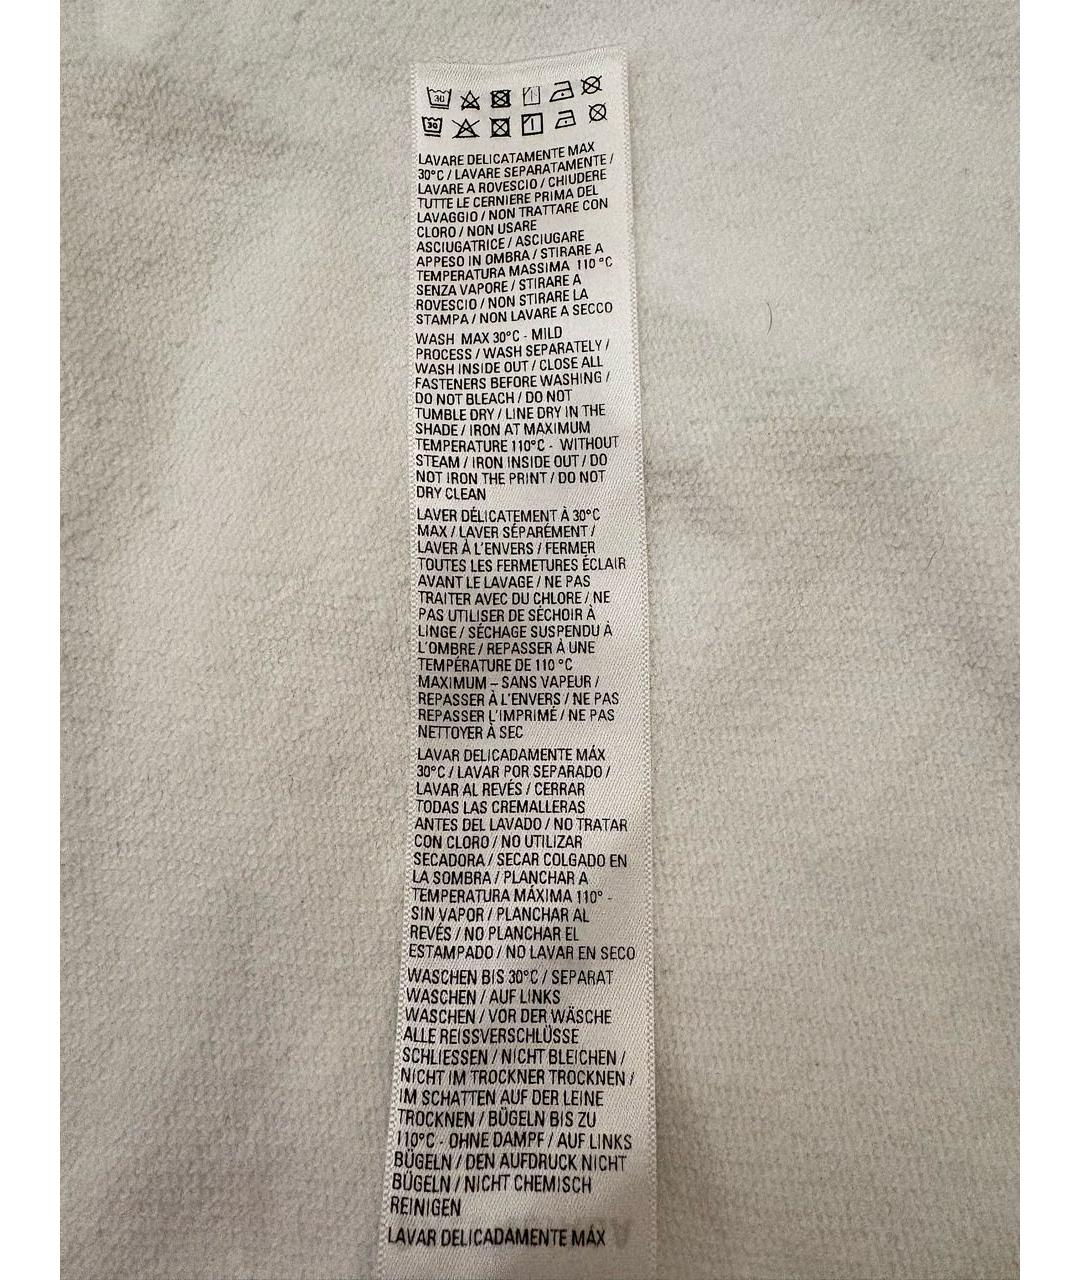 30
30
LAVARE DELICATAMENTE MAX
30°C / LAVARE SEPARATAMENTE /
LAVARE A ROVESCIO / CHIUDERE
TUTTE LE CERNIERE PRIMA DEL
LAVAGGIO / NON TRATTARE CON
CLORO / NON USARE
ASCIUGATRICE / ASCIUGARE
APPESO IN OMBRA / STIRARE A
TEMPERATURA MASSIMA 110 °C
SENZA VAPORE / STIRARE A
ROVESCIO / NON STIRARE LA
STAMPA / NON LAVARE A SECCO
WASH MAX 30°C - MILD
PROCESS / WASH SEPARATELY /
WASH INSIDE OUT / CLOSE ALL
FASTENERS BEFORE WASHING /
DO NOT BLEACH / DO NOT
TUMBLE DRY / LINE DRY IN THE
SHADE / IRON AT MAXIMUM
TEMPERATURE 110°C - WITHOUT
STEAM / IRON INSIDE OUT / DO
NOT IRON THE PRINT / DO NOT
DRY CLEAN
LAVER DÉLICATEMENT À 30°C
MAX / LAVER SÉPARÉMENT /
LAVER À L'ENVERS / FERMER
TOUTES LES FERMETURES ÉCLAIR
AVANT LE LAVAGE / NE PAS
TRAITER AVEC DU CHLORE / NE
PAS UTILISER DE SÉCHOIR À
LINGE / SÉCHAGE SUSPENDU À
L'OMBRE / REPASSER À UNE
TEMPÉRATURE DE 110 °C
MAXIMUM – SANS VAPEUR /
REPASSER À L'ENVERS / NE PAS
REPASSER L'IMPRIMÉ / NE PAS
NETTOYER À SEC
LAVAR DELICADAMENTE MÁX
30°C / LAVAR POR SEPARADO /
LAVAR AL REVÉS / CERRAR
TODAS LAS CREMALLERAS
ANTES DEL LAVADO / NO TRATAR
CON CLORO / NO UTILIZAR
SECADORA / SECAR COLGADO EN
LA SOMBRA / PLANCHAR A
TEMPERATURA MÁXIMA 110° -
SIN VAPOR / PLANCHAR AL
REVÉS / NO PLANCHAR EL
ESTAMPADO / NO LAVAR EN SECO
WASCHEN BIS 30°C / SEPARAT
WASCHEN / AUF LINKS
WASCHEN / VOR DER WÄSCHE
ALLE REISSVERSCHLÜSSE
SCHLIESSEN / NICHT BLEICHEN /
NICHT IM TROCKNER TROCKNEN /
IM SCHATTEN AUF DER LEINE
TROCKNEN / BÜGELN BIS ZU
110°C - OHNE DAMPF / AUF LINKS
BÜGELN / DEN AUFDRUCK NICHT
BÜGELN / NICHT CHEMISCH
REINIGEN
LAVAR DELICADAMENTE MÁX